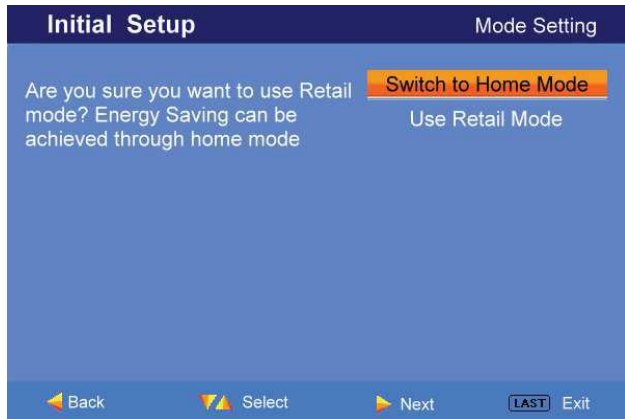 Initial Setup
Mode Setting
Are you sure you want to use Retail
mode? Energy Saving can be
achieved through home mode
Switch to Home Mode
Use Retail Mode
Back
Select
Next
LAST Exit